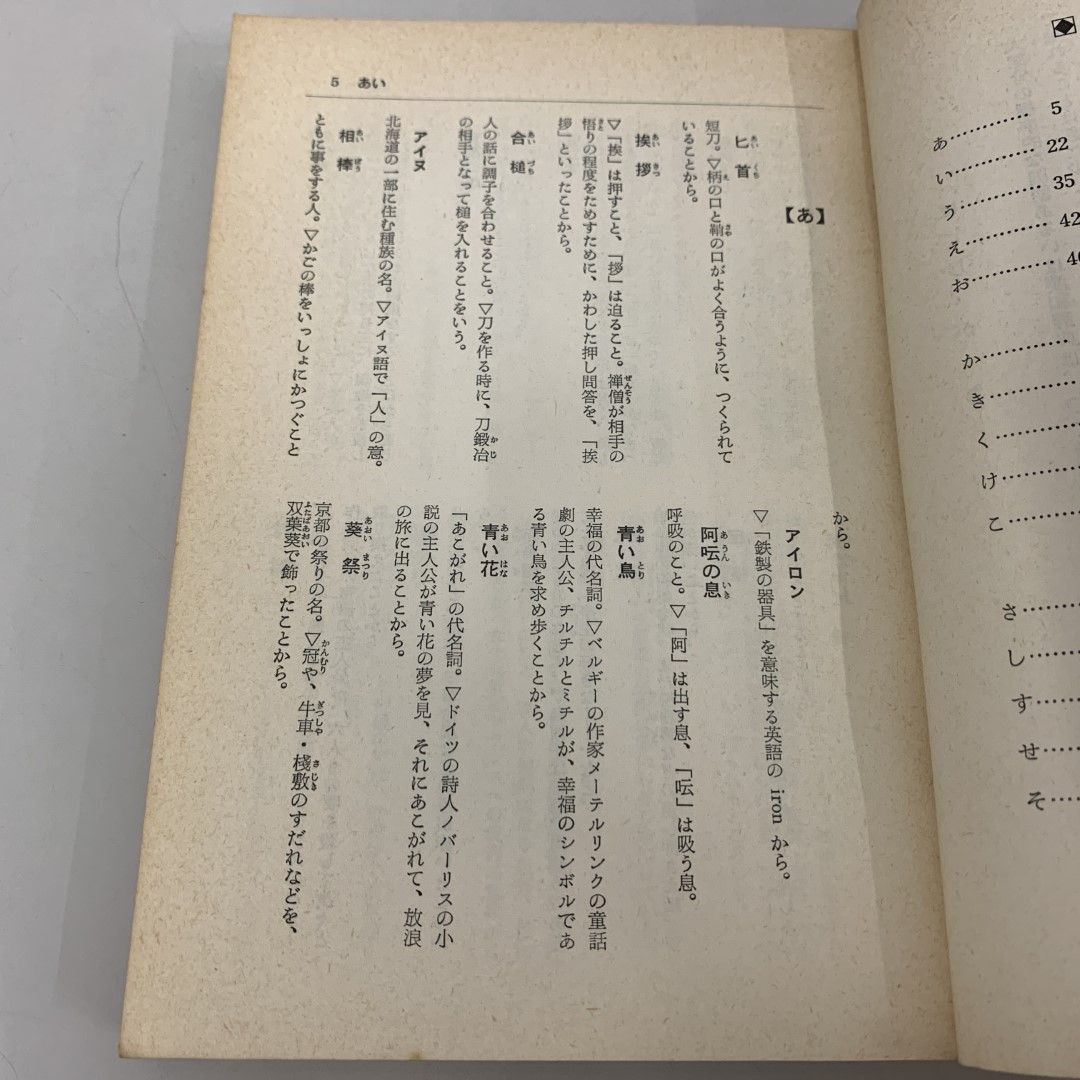 5 あい
【あ】
匕首
短刀。▽柄の口と鞘の口がよく合うように、つくられて
いることから。
挨拶
▽「挨」は押すこと、「拶」は迫ること。禅僧が相手の
悟りの程度をためすために、かわした押し問答を、「挨
拶」といったことから。
合槌
人の話に調子を合わせること。▽刀を作る時に、刀鍛冶
の相手となって槌を入れることをいう。
アイヌ
北海道の一部に住む種族の名。▽アイヌ語で「人」の意。
相棒
ともに事をする人。▽かごの棒をいっしょにかつぐこと
から。
アイロン
▽「鉄製の器具」を意味する英語の iron から。
阿吽の息
呼吸のこと。▽「阿」は出す息、「吽」は吸う息。
青い鳥
幸福の代名詞。▽ベルギーの作家メーテルリンクの童話
劇の主人公、チルチルとミチルが、幸福のシンボルであ
る青い鳥を求め歩くことから。
青い花
「あこがれ」の代名詞。▽ドイツの詩人ノバーリスの小
説の主人公が青い花の夢を見、それにあこがれて、放浪
の旅に出ることから。
葵祭
京都の祭りの名。▽冠や、牛車・棧敷のすだれなどを、
双葉葵で飾ったことから。
あ…………5
い…………22
う…………35
え…………42
お…………
か…………
き…………
く…………
け…………
こ…………
さ…………
し…………
す…………
せ…………
そ…………